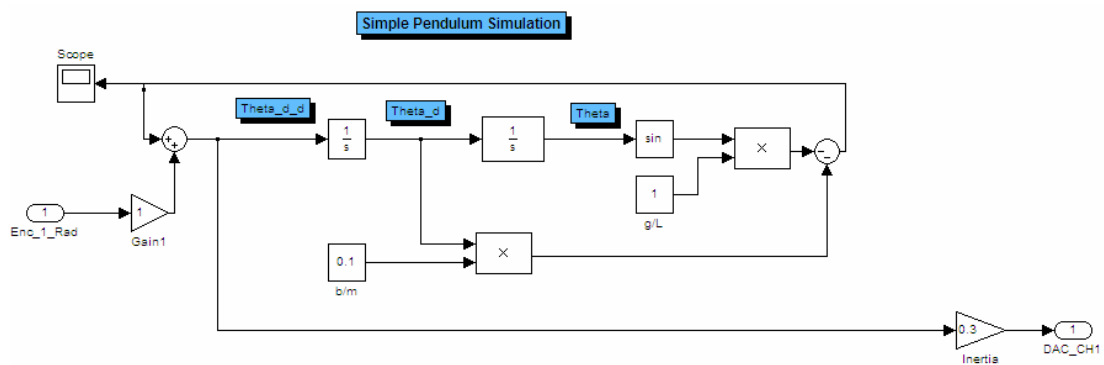 Simple Pendulum Simulation
Scope
Theta_d_d
Theta_d
Theta
+
+
1
s
1
s
sin
×
−
−
1
g/L
1
Enc_1_Rad
1
Gain1
0.1
b/m
×
0.3
Inertia
1
DAC_CH1